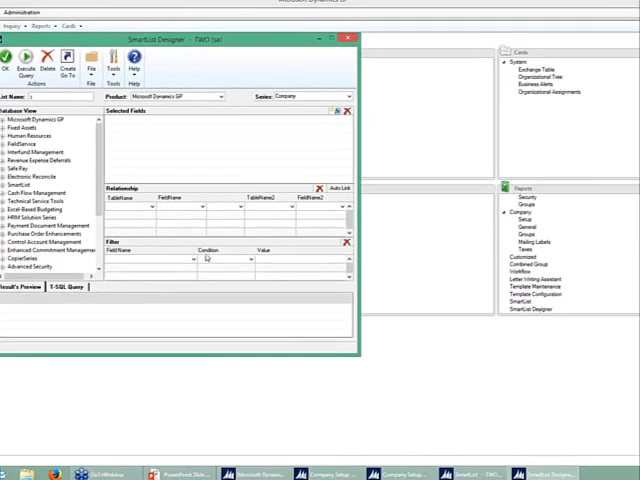 Microsoft Dynamics GP
Administration
Inquiry
Reports
Cards
SmartList Designer - TWO (sa)
OK
Execute Query
Delete
Create Go To
File
Tools
Help
Actions
File
Tools
Help
List Name:
Product:
Microsoft Dynamics GP
Series:
Company
Database View
Microsoft Dynamics GP
Fixed Assets
Human Resources
FieldService
Interfund Management
Revenue Expense Deferrals
Safe Pay
Electronic Reconcile
SmartList
Cash Flow Management
Technical Service Tools
Excel-Based Budgeting
HRM Solution Series
Payment Document Management
Purchase Order Enhancements
Control Account Management
Enhanced Commitment Manageme
CopierSeries
Advanced Security
Selected Fields
Relationship
Auto Link
TableName
FieldName
TableName2
FieldName2
Filter
Field Name
Condition
Value
Result's Preview
T-SQL Query
Cards
System
Exchange Table
Organizational Tree
Business Alerts
Organizational Assignments
Reports
Security
Groups
Company
Setup
General
Groups
Mailing Labels
Taxes
Customized
Combined Group
Workflow
Letter Writing Assistant
Template Maintenance
Template Configuration
SmartList
SmartList Designer
GoToWebinar
PowerPoint Slide ...
Microsoft Dynami...
Company Setup ...
Company Setup ...
SmartList - TWO...
SmartList Designe...